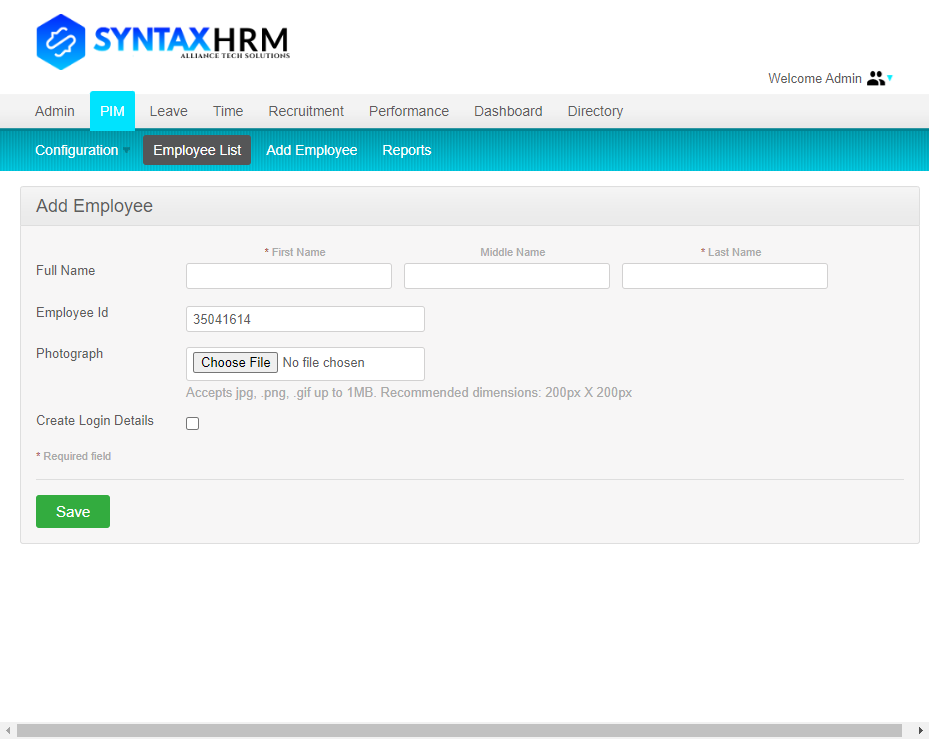 SYNTAXHRM
ALLIANCE TECH SOLUTIONS
Welcome Admin
Admin PIM Leave Time Recruitment Performance Dashboard Directory
Configuration Employee List Add Employee Reports
Add Employee
* First Name Middle Name * Last Name
Full Name
Employee Id 35041614
Photograph Choose File No file chosen
Accepts jpg, .png, .gif up to 1MB. Recommended dimensions: 200px X 200px
Create Login Details
* Required field
Save